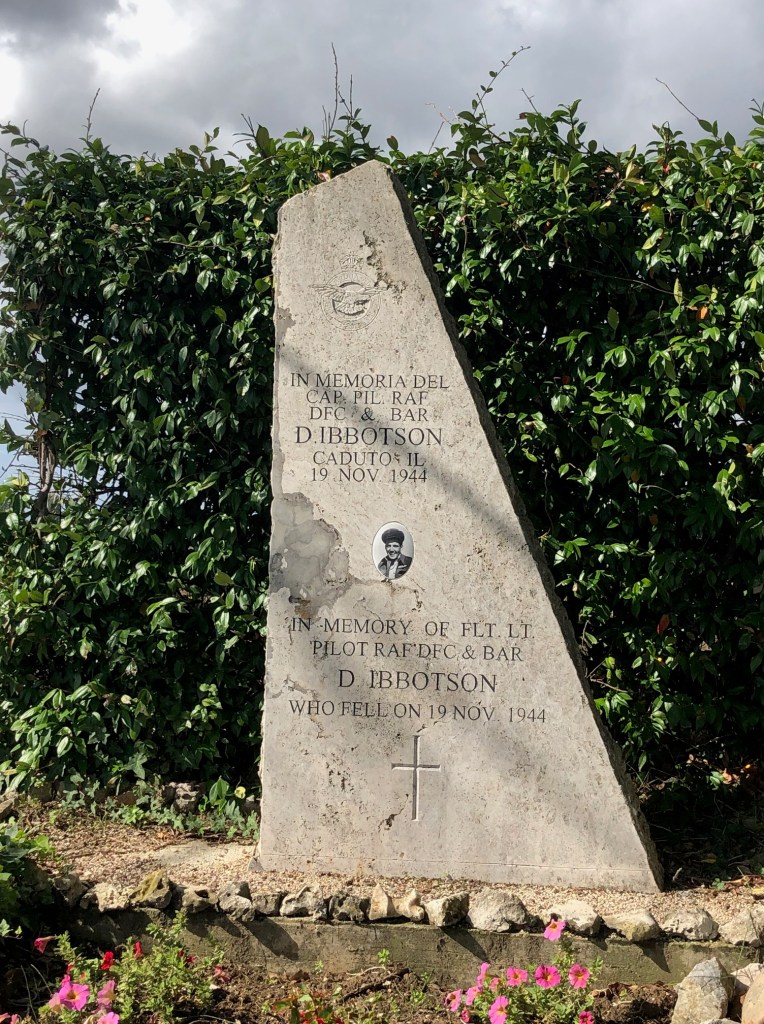 IN MEMORIA DEL
CAP. PIL. RAF
DFC & BAR
D. IBBOTSON
CADUTO IL
19 NOV. 1944
IN MEMORY OF FLT. LT.
PILOT RAF DFC & BAR
D. IBBOTSON
WHO FELL ON 19 NOV. 1944